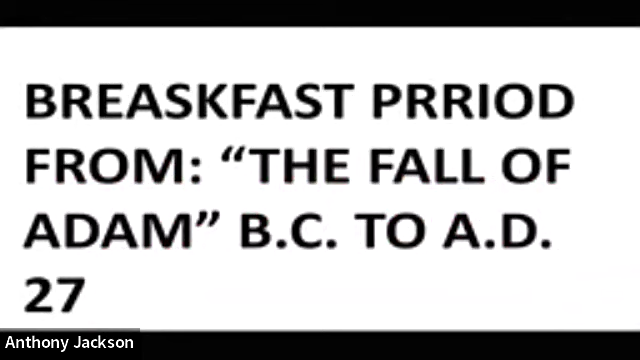 BREASKFAST PRRIOD
FROM: “THE FALL OF
ADAM” B.C. TO A.D.
27
Anthony Jackson